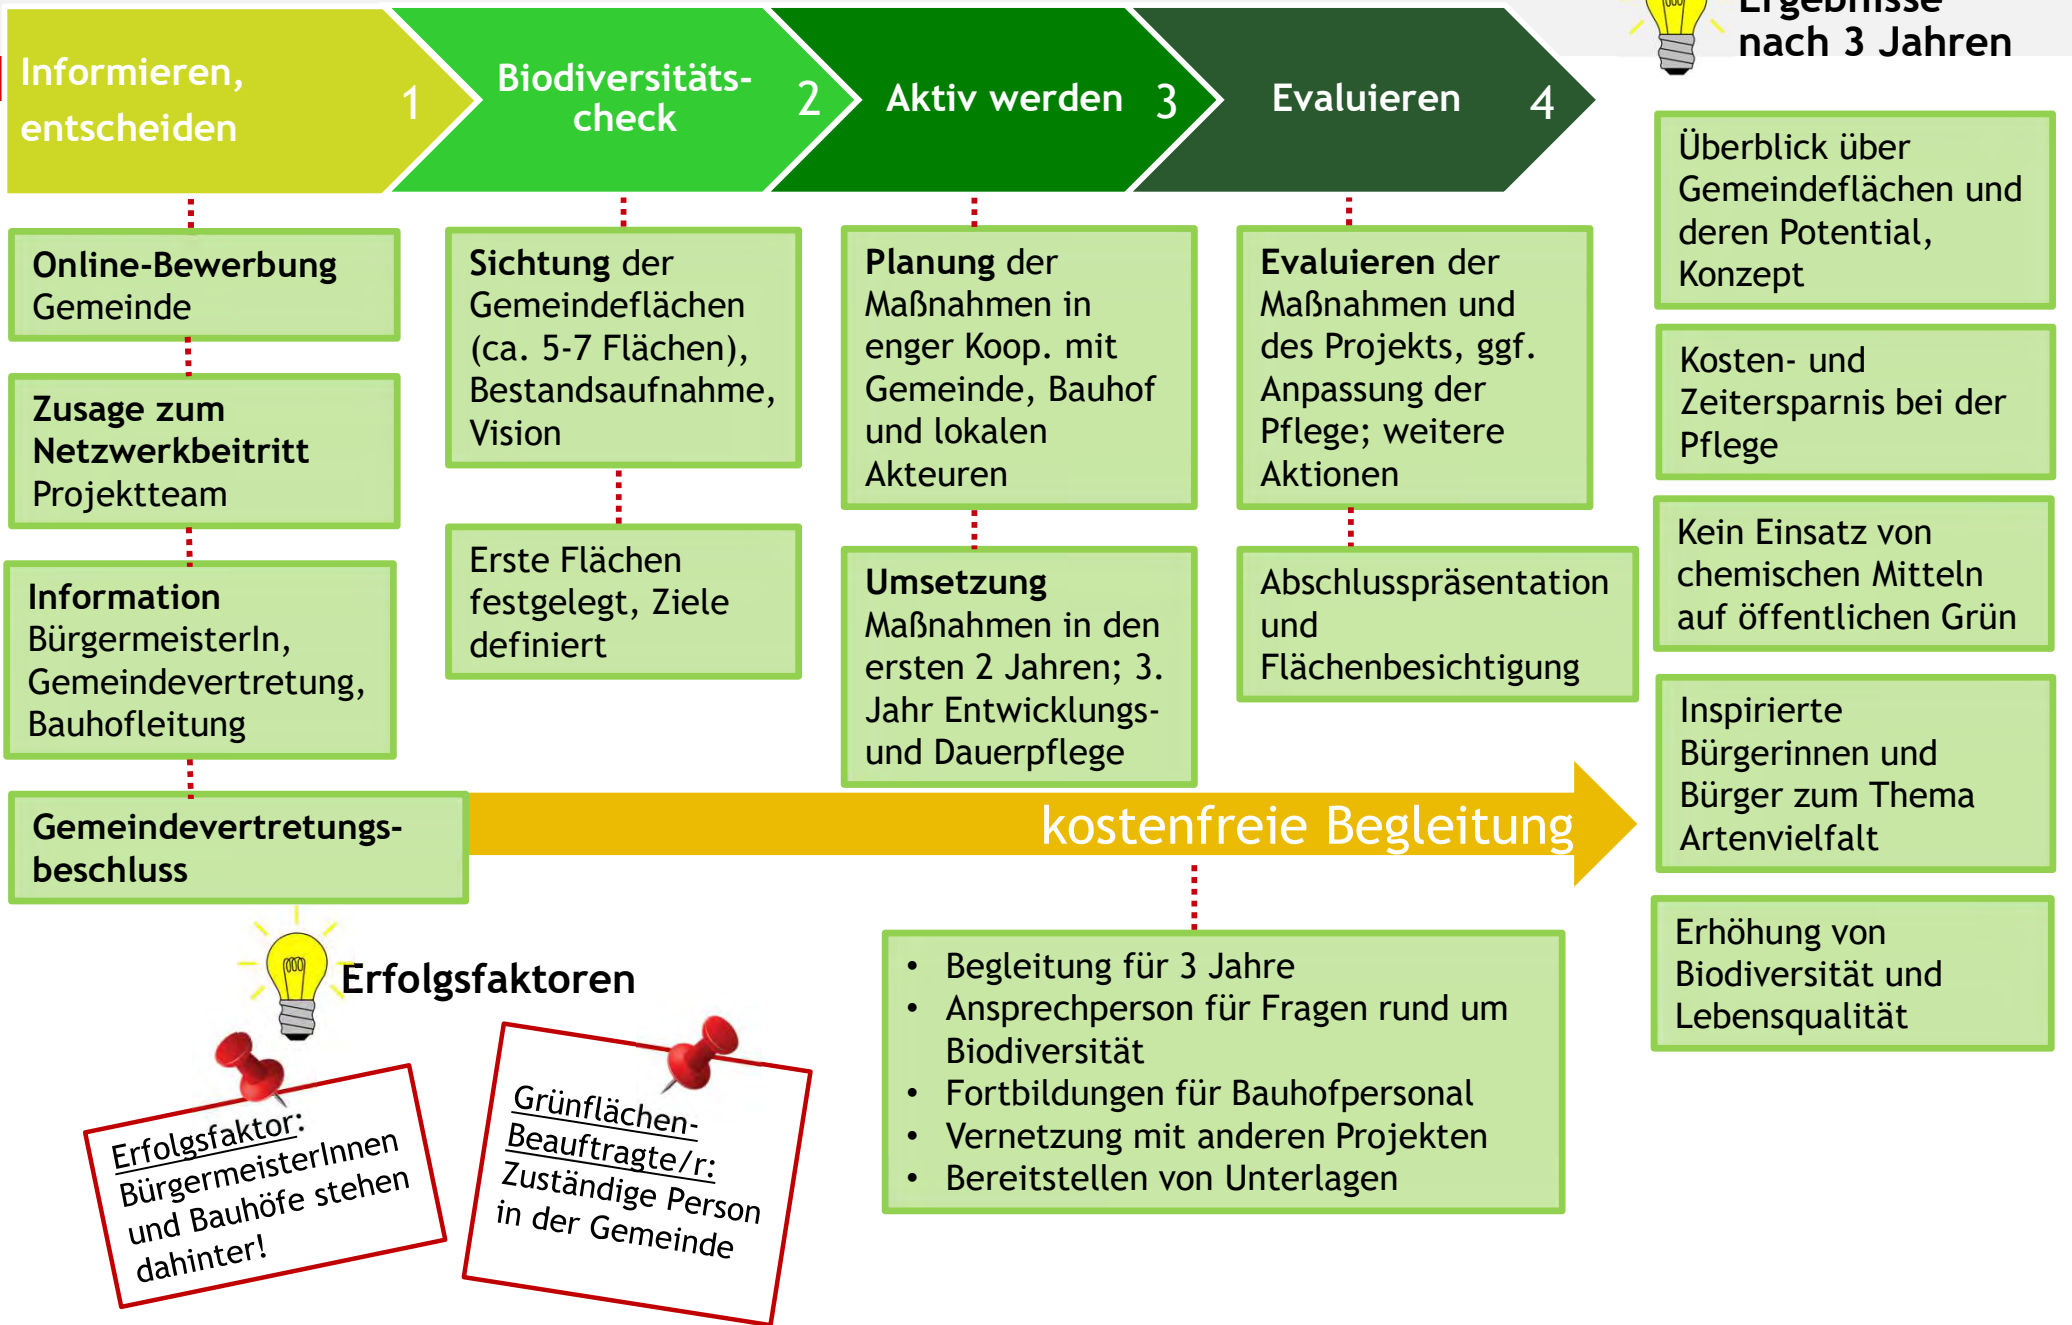 Informieren,
entscheiden
1
Biodiversitäts-
check
2
Aktiv werden
3
Evaluieren
4
Ergebnisse
nach 3 Jahren
Online-Bewerbung
Gemeinde
Zusage zum
Netzwerkbeitritt
Projektteam
Information
BürgermeisterIn,
Gemeindevertretung,
Bauhofleitung
Gemeindevertretungs-
beschluss
Sichtung der
Gemeindeflächen
(ca. 5-7 Flächen),
Bestandsaufnahme,
Vision
Erste Flächen
festgelegt, Ziele
definiert
Planung der
Maßnahmen in
enger Koop. mit
Gemeinde, Bauhof
und lokalen
Akteuren
Umsetzung
Maßnahmen in den
ersten 2 Jahren; 3.
Jahr Entwicklungs-
und Dauerpflege
Evaluieren der
Maßnahmen und
des Projekts, ggf.
Anpassung der
Pflege; weitere
Aktionen
Abschlusspräsentation
und
Flächenbesichtigung
Überblick über
Gemeindeflächen und
deren Potential,
Konzept
Kosten- und
Zeitersparnis bei der
Pflege
Kein Einsatz von
chemischen Mitteln
auf öffentlichen Grün
Inspirierte
Bürgerinnen und
Bürger zum Thema
Artenvielfalt
Erhöhung von
Biodiversität und
Lebensqualität
kostenfreie Begleitung
• Begleitung für 3 Jahre
• Ansprechperson für Fragen rund um
Biodiversität
• Fortbildungen für Bauhofpersonal
• Vernetzung mit anderen Projekten
• Bereitstellen von Unterlagen
Erfolgsfaktoren
Erfolgsfaktor:
BürgermeisterInnen
und Bauhöfe stehen
dahinter!
Grünflächen-
Beauftragte/r:
Zuständige Person
in der Gemeinde